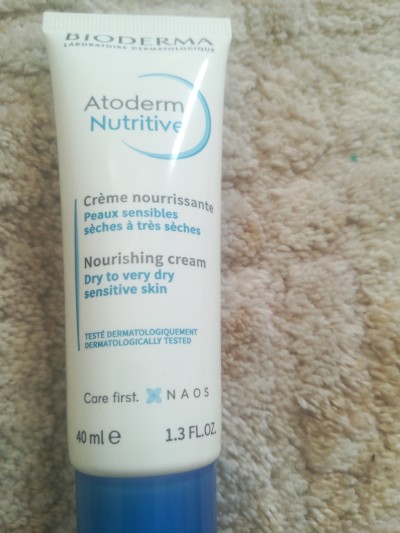 BIODERMA
LABORATOIRE DERMATOLOGIQUE
Atoderm
Nutritive
Crème nourrissante
Peaux sensibles
sèches à très sèches
Nourishing cream
Dry to very dry
sensitive skin
TESTÉ DERMATOLOGIQUEMENT
DERMATOLOGICALLY TESTED
Care first. NAOS
40 ml e 1.3 FL.OZ.